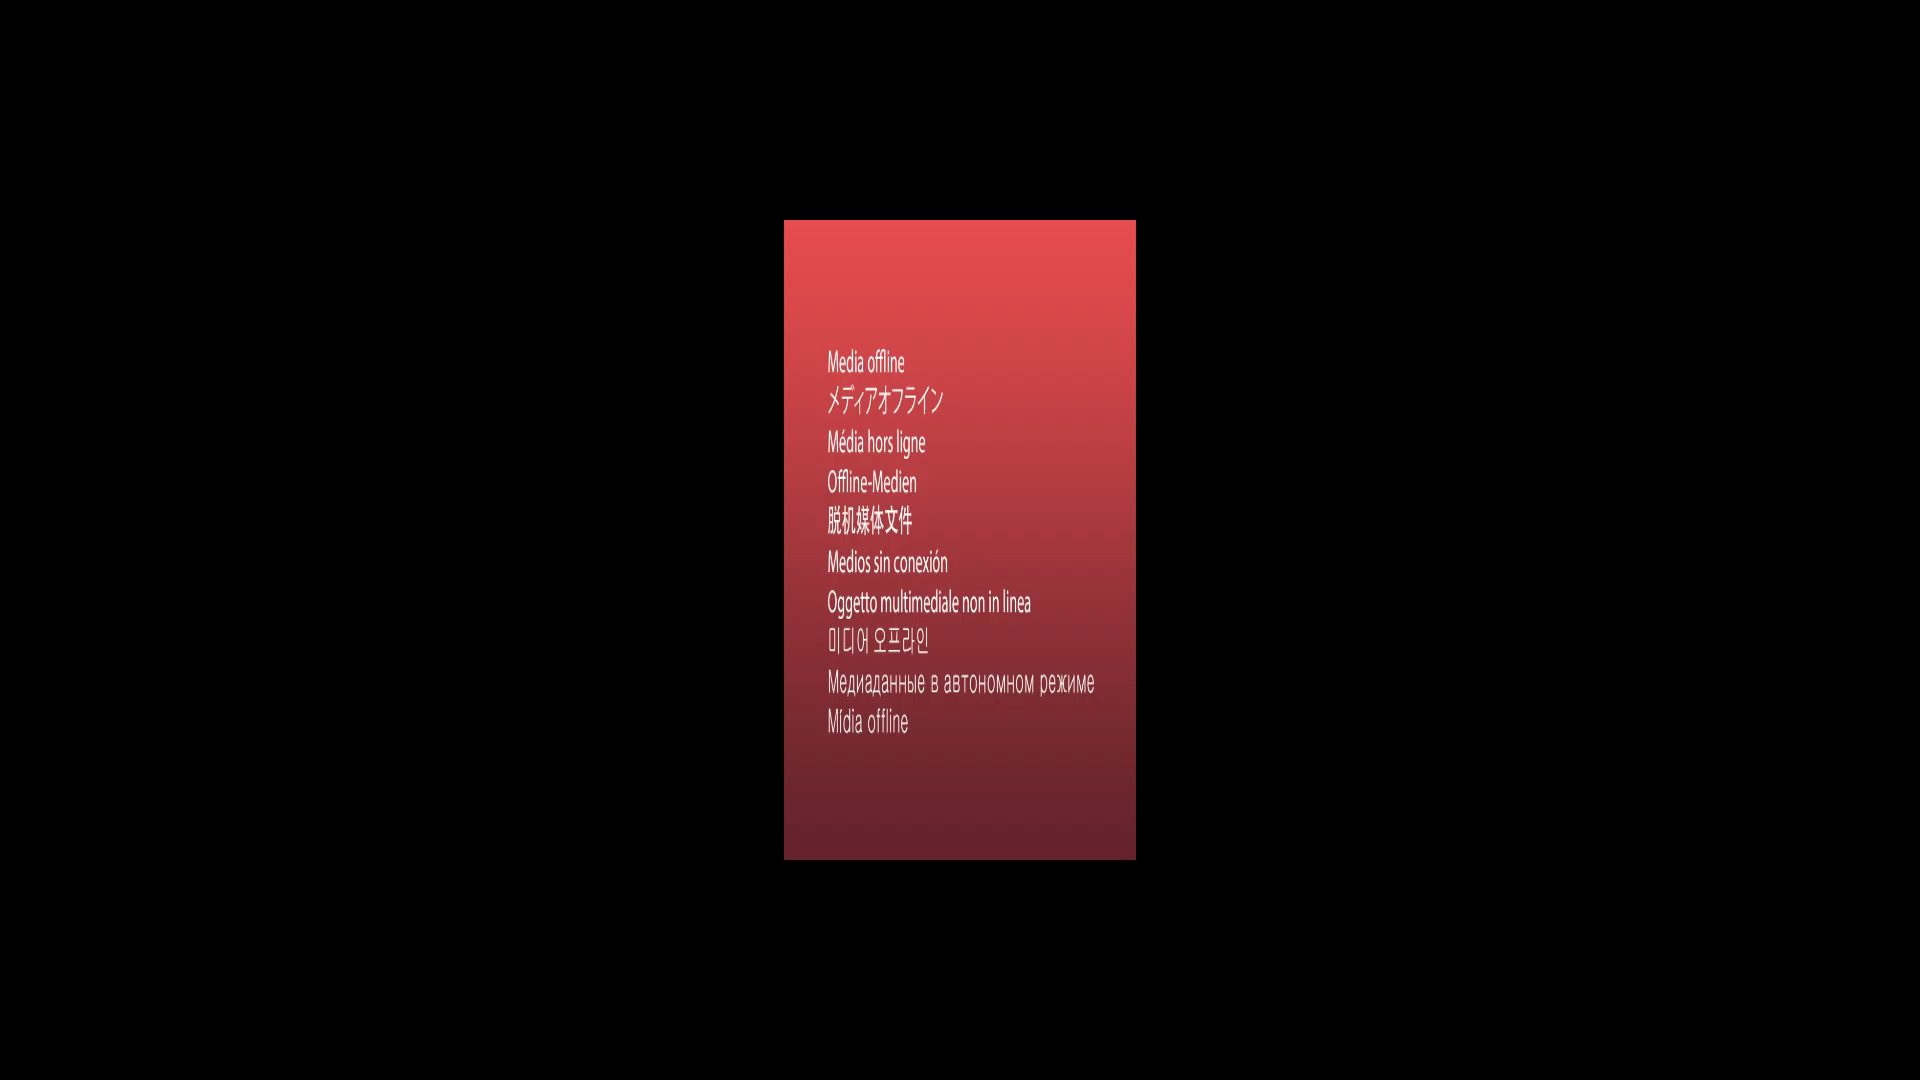 Media offline
メディアオフライン
Média hors ligne
Offline-Medien
脱机媒体文件
Medios sin conexión
Oggetto multimediale non in linea
미디어 오프라인
Медиаданные в автономном режиме
Mídia offline